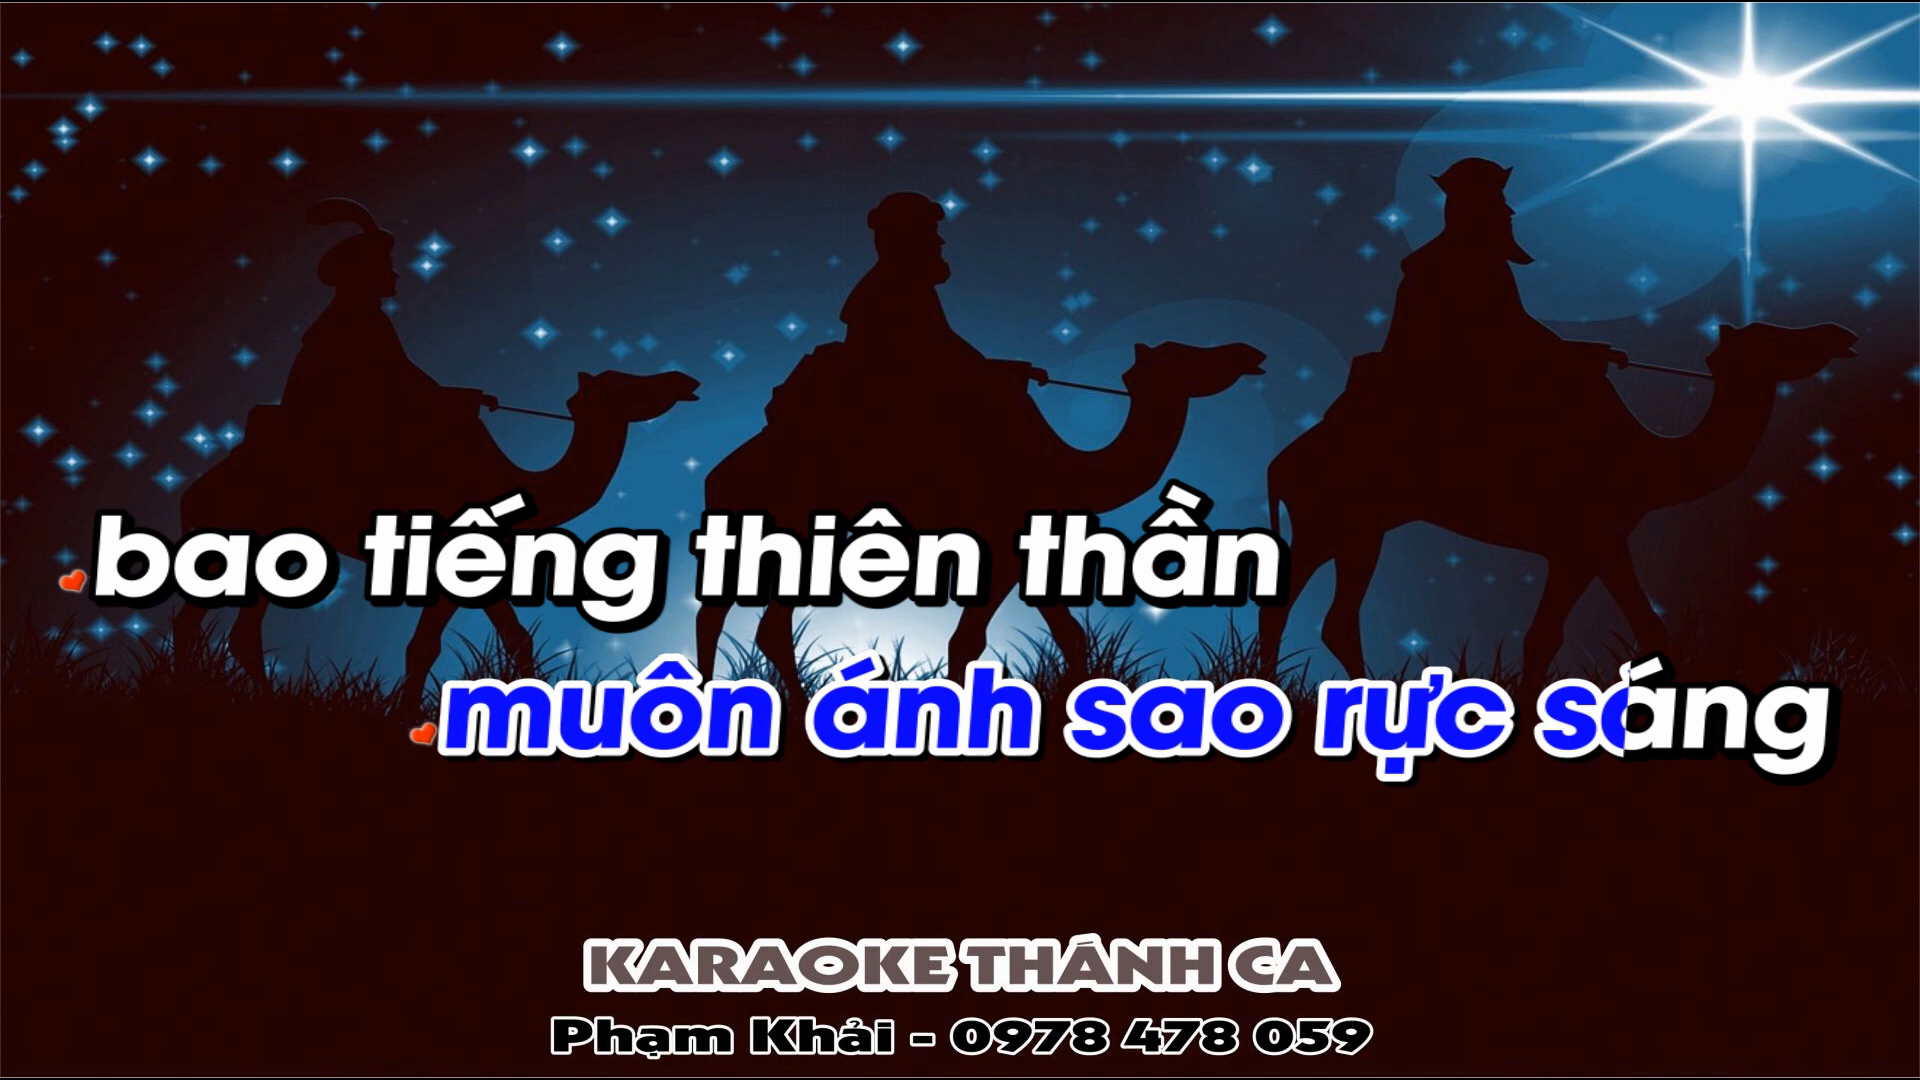 bao tiếng thiên thần
muôn ánh sao rực sáng
KARAOKE THÁNH CA
Phạm Khải - 0978 478 059